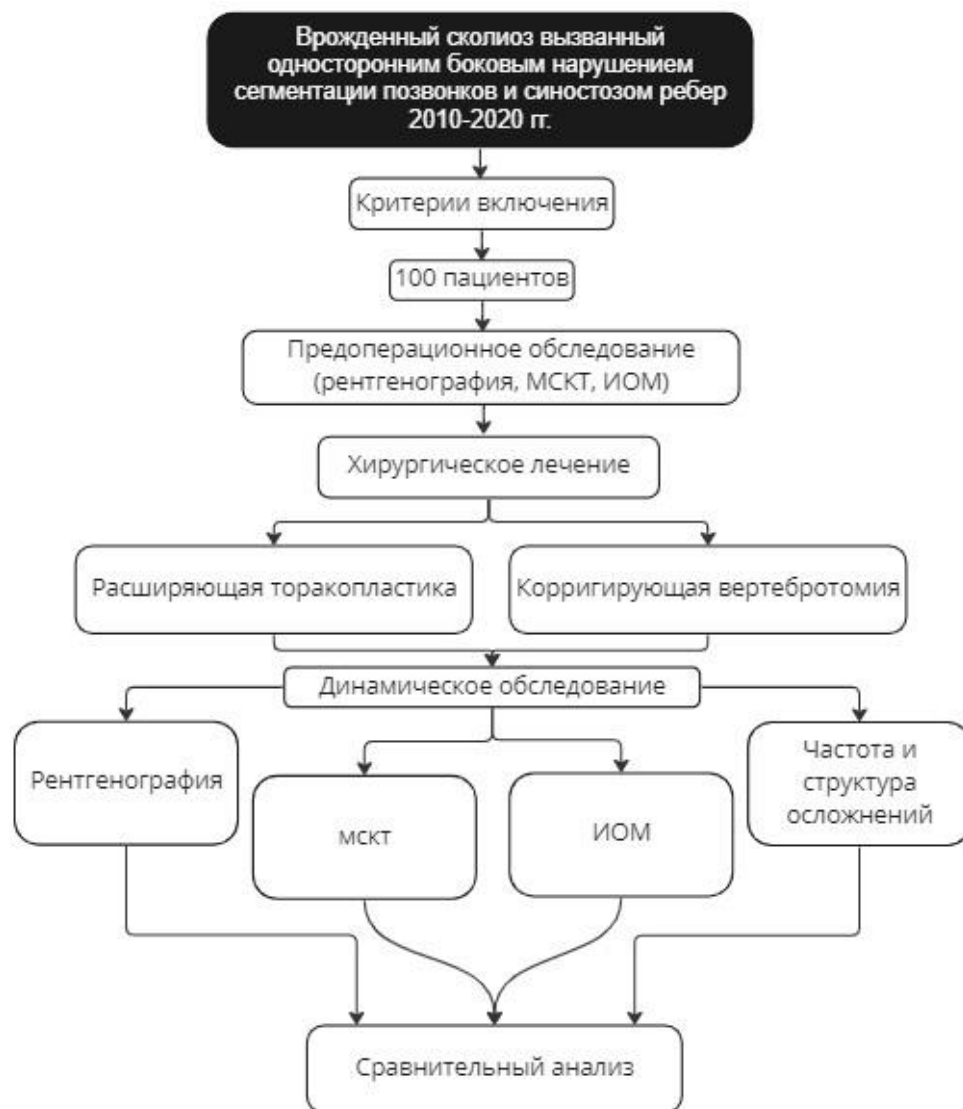 Врожденный сколиоз вызванный
односторонним боковым нарушением
сегментации позвонков и синостозом ребер
2010-2020 гг.
Критерии включения
100 пациентов
Предоперационное обследование
(рентгенография, МСКТ, ИОМ)
Хирургическое лечение
Расширяющая торакопластика
Корригирующая вертебротомия
Динамическое обследование
Рентгенография
мскт
ИОМ
Частота и
структура
осложнений
Сравнительный анализ